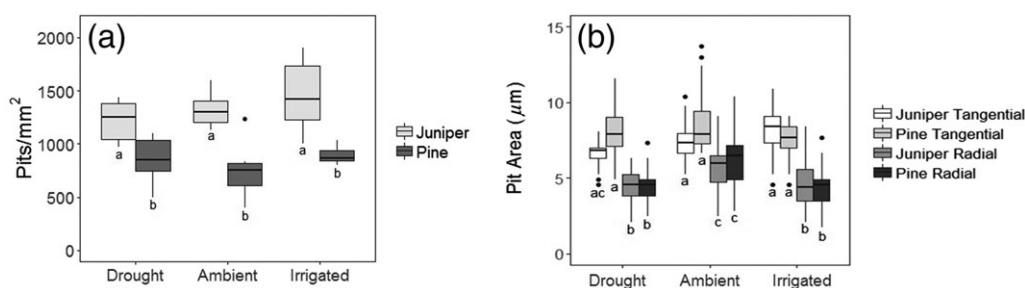 (a)
Pits/mm²
2000
1500
1000
500
0
a
b
a
b
a
b
Drought
Ambient
Irrigated
Juniper
Pine
(b)
Pit Area (μm)
15
10
5
0
ac
a
b
b
a
a
c
c
a
a
b
b
Drought
Ambient
Irrigated
Juniper Tangential
Pine Tangential
Juniper Radial
Pine Radial